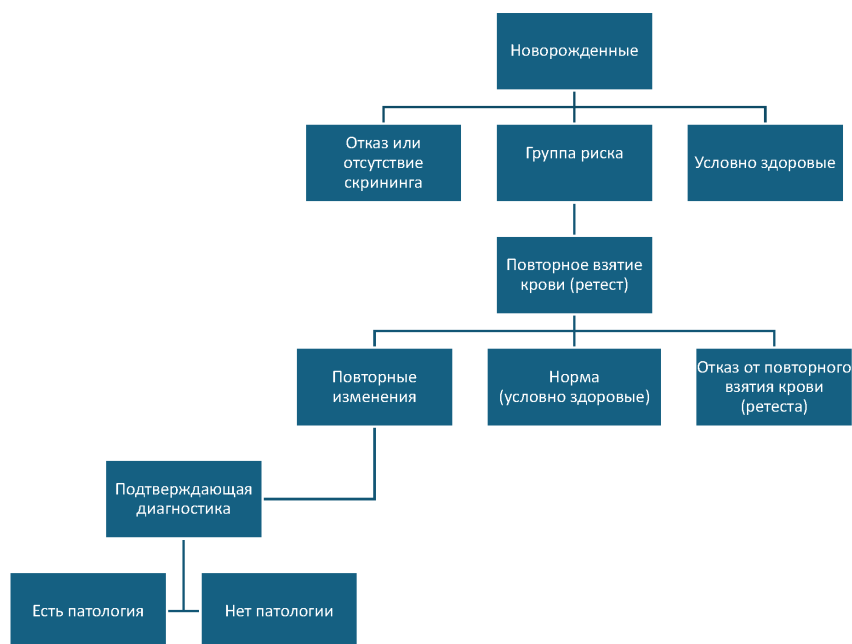 Новорожденные
Отказ или
отсутствие
скрининга
Группа риска
Условно здоровые
Повторное взятие
крови (ретест)
Повторные
изменения
Норма
(условно здоровые)
Отказ от повторного
взятия крови
(ретеста)
Подтверждающая
диагностика
Есть патология
Нет патологии